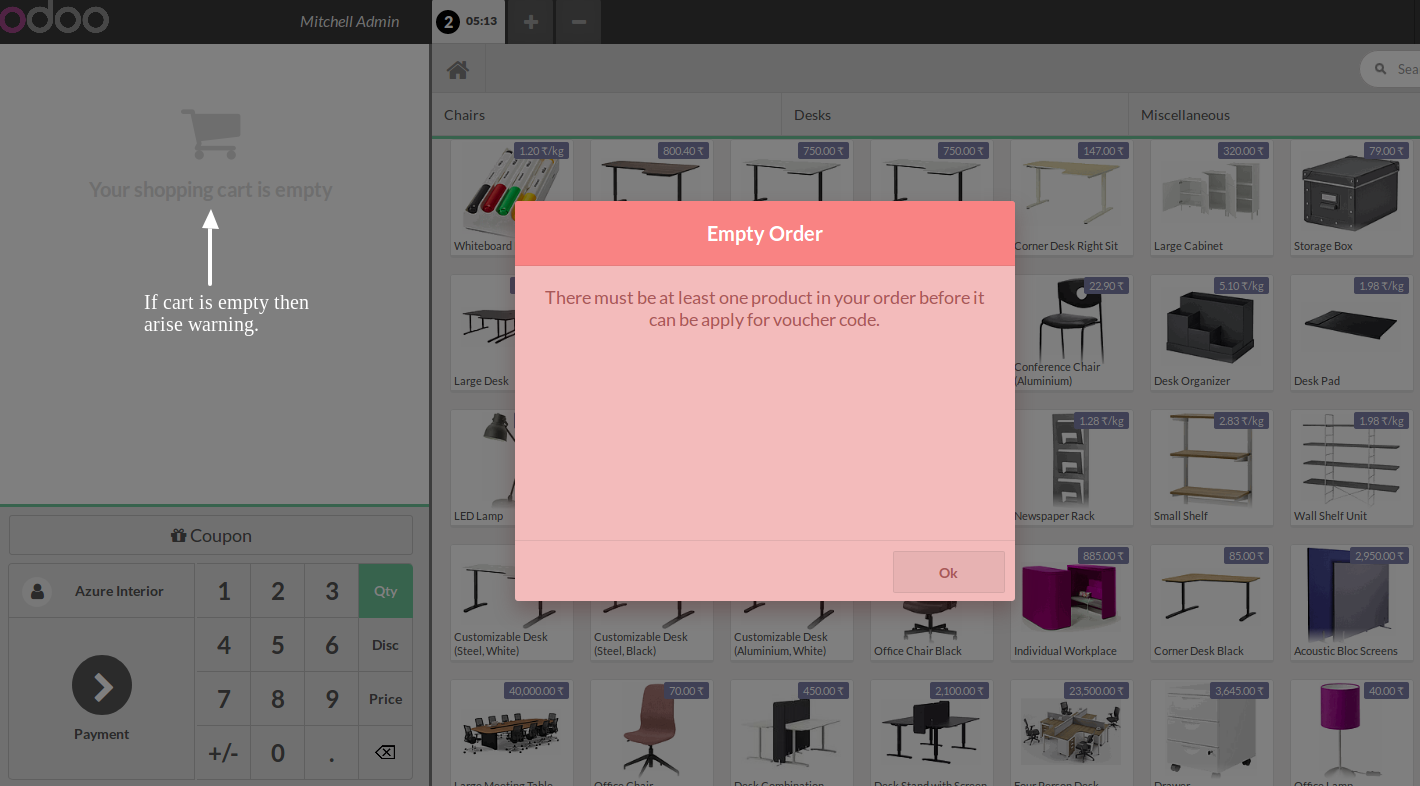 odoo
Mitchell Admin
2 05:13
Sea
Chairs
Desks
Miscellaneous
Your shopping cart is empty
If cart is empty then
arise warning.
1.20 ₹/kg
800.40 ₹
750.00 ₹
750.00 ₹
147.00 ₹
320.00 ₹
79.00 ₹
Whiteboard
Corner Desk Right Sit
Large Cabinet
Storage Box
Empty Order
There must be at least one product in your order before it
can be apply for voucher code.
Ok
22.90 ₹
5.10 ₹/kg
1.98 ₹/kg
Large Desk
Conference Chair
(Aluminium)
Desk Organizer
Desk Pad
1.28 ₹/kg
2.83 ₹/kg
1.98 ₹/kg
LED Lamp
Newspaper Rack
Small Shelf
Wall Shelf Unit
885.00 ₹
85.00 ₹
2,950.00 ₹
Customizable Desk
(Steel, White)
Customizable Desk
(Steel, Black)
Customizable Desk
(Aluminium, White)
Office Chair Black
Individual Workplace
Corner Desk Black
Acoustic Bloc Screens
40,000.00 ₹
70.00 ₹
450.00 ₹
2,100.00 ₹
23,500.00 ₹
3,645.00 ₹
40.00 ₹
Large Meeting Table
Office Chair
Desk Combination
Desk Stand with Screen
Four Person Desk
Drawer
Office Lamp
Coupon
Azure Interior
Payment
1 2 3 Qty
4 5 6 Disc
7 8 9 Price
+/- 0 .